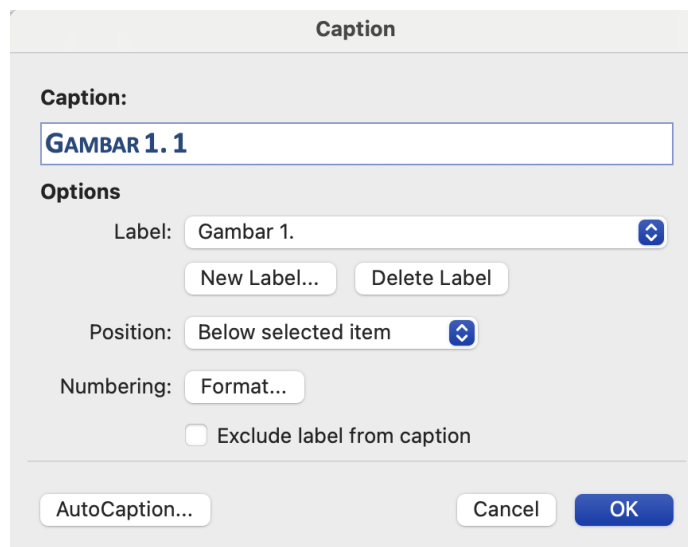 Caption
Caption:
GAMBAR 1. 1
Options
Label: Gambar 1.
New Label... Delete Label
Position: Below selected item
Numbering: Format...
Exclude label from caption
AutoCaption... Cancel OK